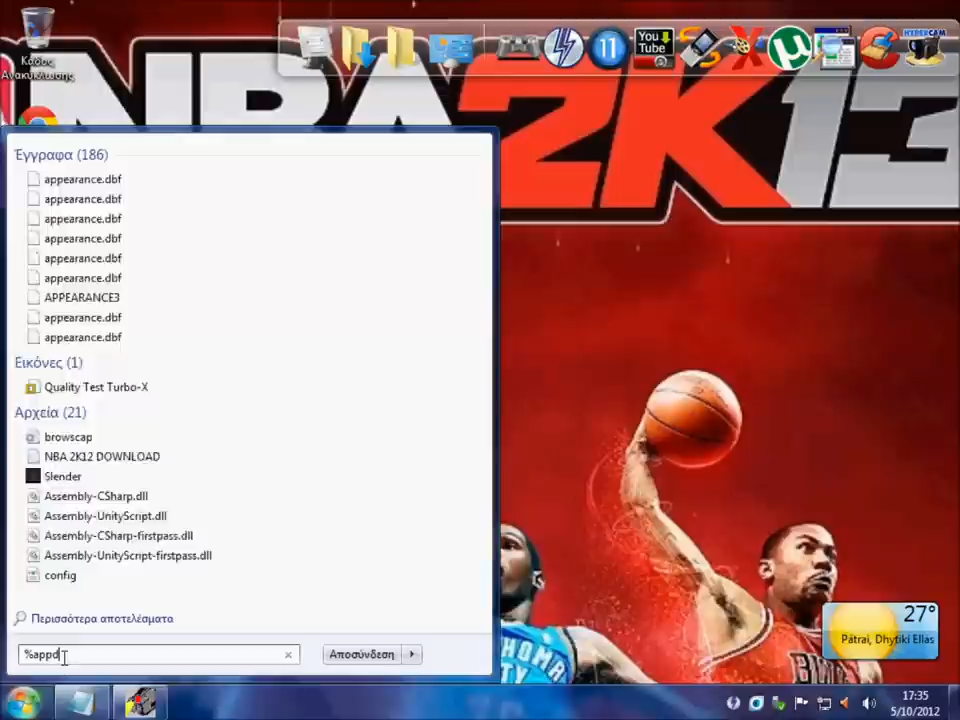 Κάδος
Ανακύκλωσης
11
You
Tube
HYPERCAM
NBA 2K13
Έγγραφα (186)
appearance.dbf
appearance.dbf
appearance.dbf
appearance.dbf
appearance.dbf
appearance.dbf
APPEARANCE3
appearance.dbf
appearance.dbf
Εικόνες (1)
Quality Test Turbo-X
Αρχεία (21)
browscap
NBA 2K12 DOWNLOAD
Slender
Assembly-CSharp.dll
Assembly-UnityScript.dll
Assembly-CSharp-firstpass.dll
Assembly-UnityScript-firstpass.dll
config
Περισσότερα αποτελέσματα
%appd
Αποσύνδεση
27°
Pátrai, Dhytiki Ellas
17:35
5/10/2012